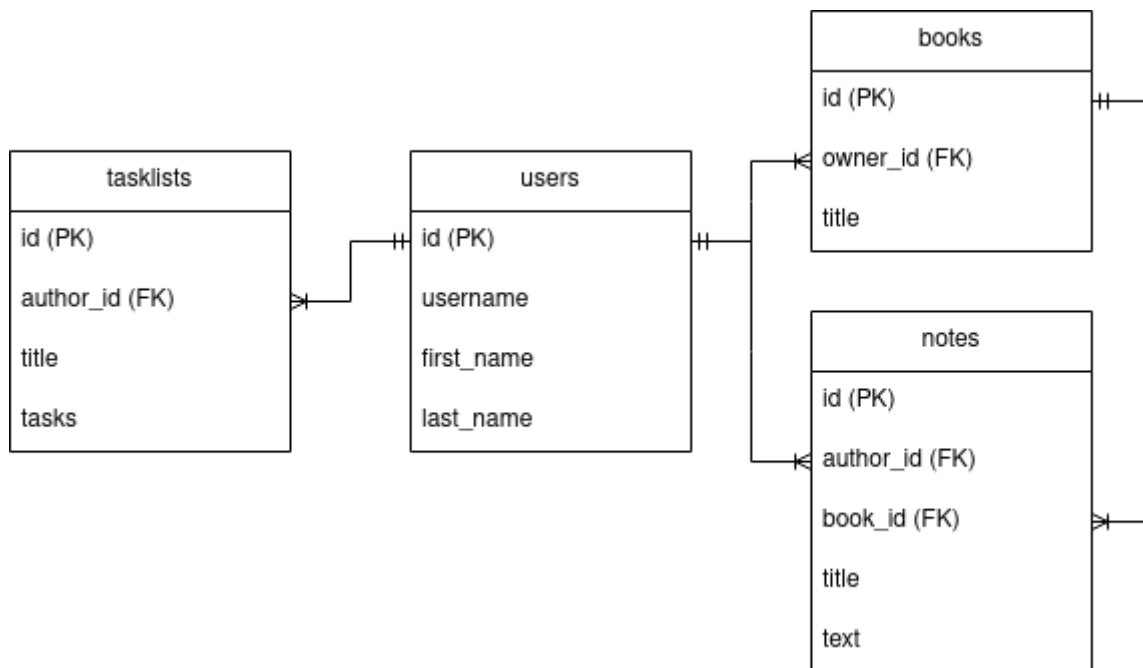 tasklists
id (PK)
author_id (FK)
title
tasks
users
id (PK)
username
first_name
last_name
books
id (PK)
owner_id (FK)
title
notes
id (PK)
author_id (FK)
book_id (FK)
title
text